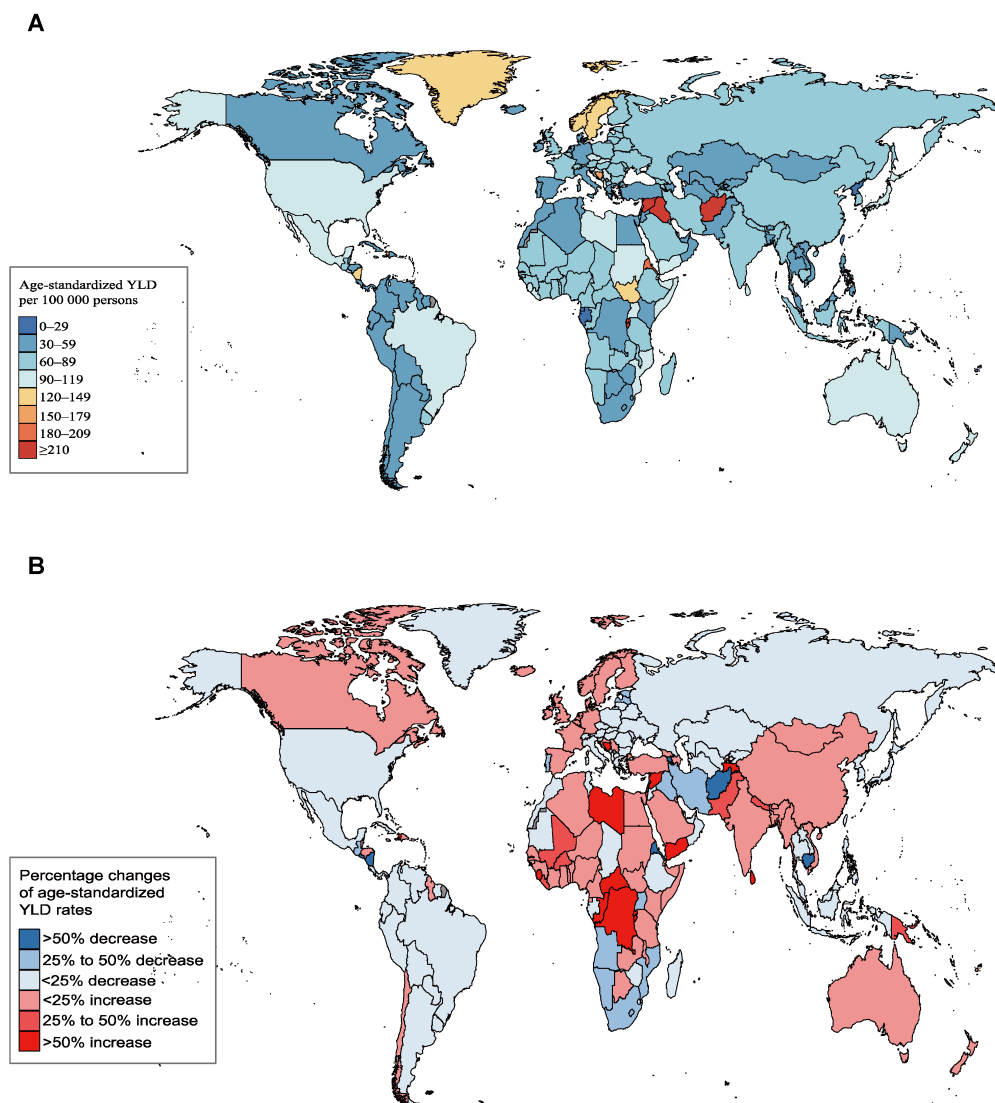 A
Age-standardized YLD
per 100 000 persons
0–29
30–59
60–89
90–119
120–149
150–179
180–209
≥210
B
Percentage changes
of age-standardized
YLD rates
>50% decrease
25% to 50% decrease
<25% decrease
<25% increase
25% to 50% increase
>50% increase